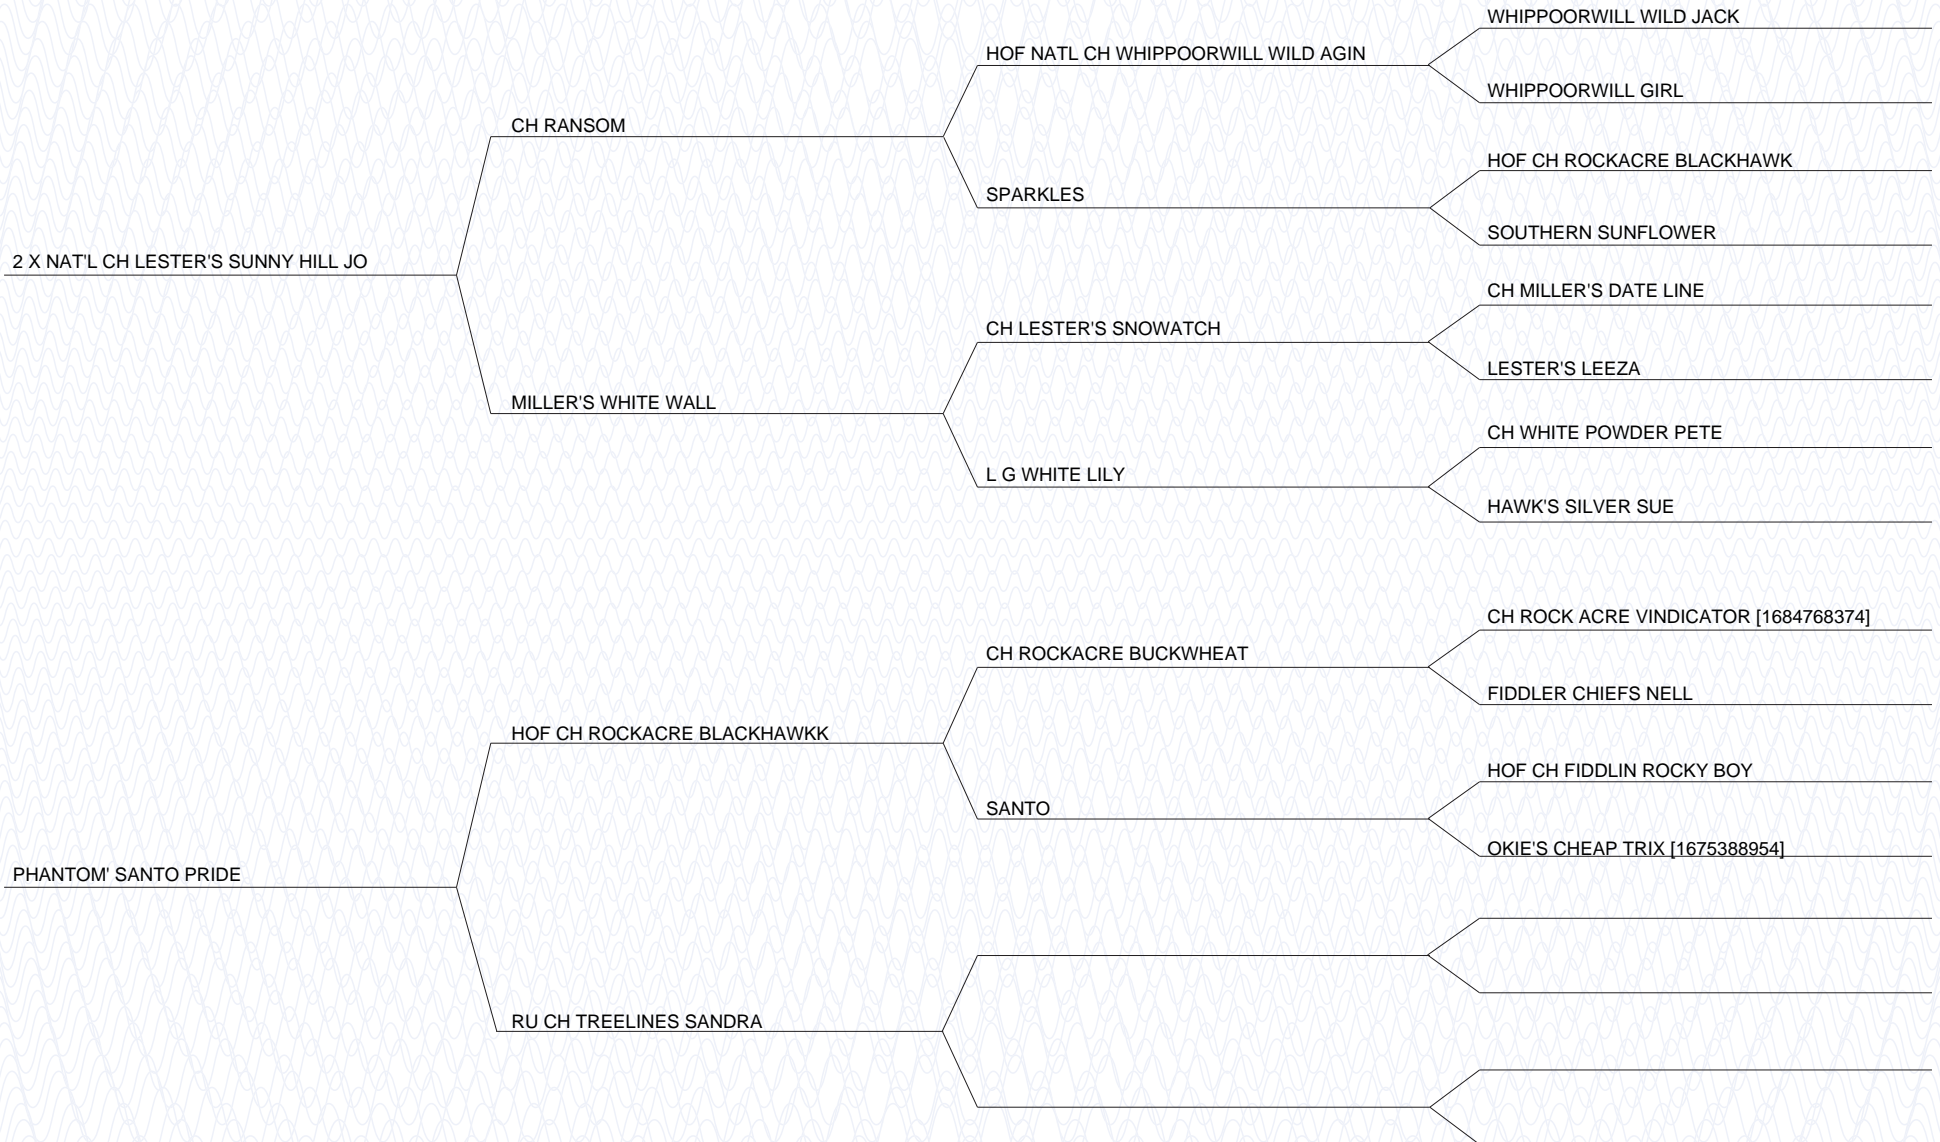 WHIPPOORWILL WILD JACK
HOF NATL CH WHIPPOORWILL WILD AGIN
WHIPPOORWILL GIRL
CH RANSOM
HOF CH ROCKACRE BLACKHAWK
SPARKLES
SOUTHERN SUNFLOWER
2 X NAT'L CH LESTER'S SUNNY HILL JO
CH MILLER'S DATE LINE
CH LESTER'S SNOWATCH
LESTER'S LEEZA
MILLER'S WHITE WALL
CH WHITE POWDER PETE
L G WHITE LILY
HAWK'S SILVER SUE
CH ROCK ACRE VINDICATOR [1684768374]
CH ROCKACRE BUCKWHEAT
FIDDLER CHIEFS NELL
HOF CH ROCKACRE BLACKHAWKK
HOF CH FIDDLIN ROCKY BOY
SANTO
OKIE'S CHEAP TRIX [1675388954]
PHANTOM' SANTO PRIDE
RU CH TREELINES SANDRA